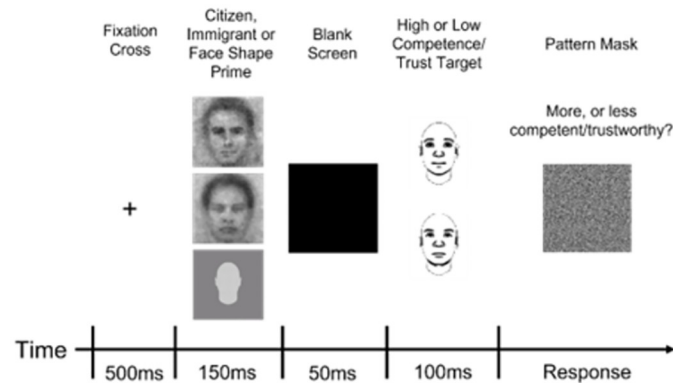 Fixation
Cross
Citizen,
Immigrant or
Face Shape
Prime
Blank
Screen
High or Low
Competence/
Trust Target
Pattern Mask
More, or less
competent/trustworthy?
+
Time
500ms
150ms
50ms
100ms
Response